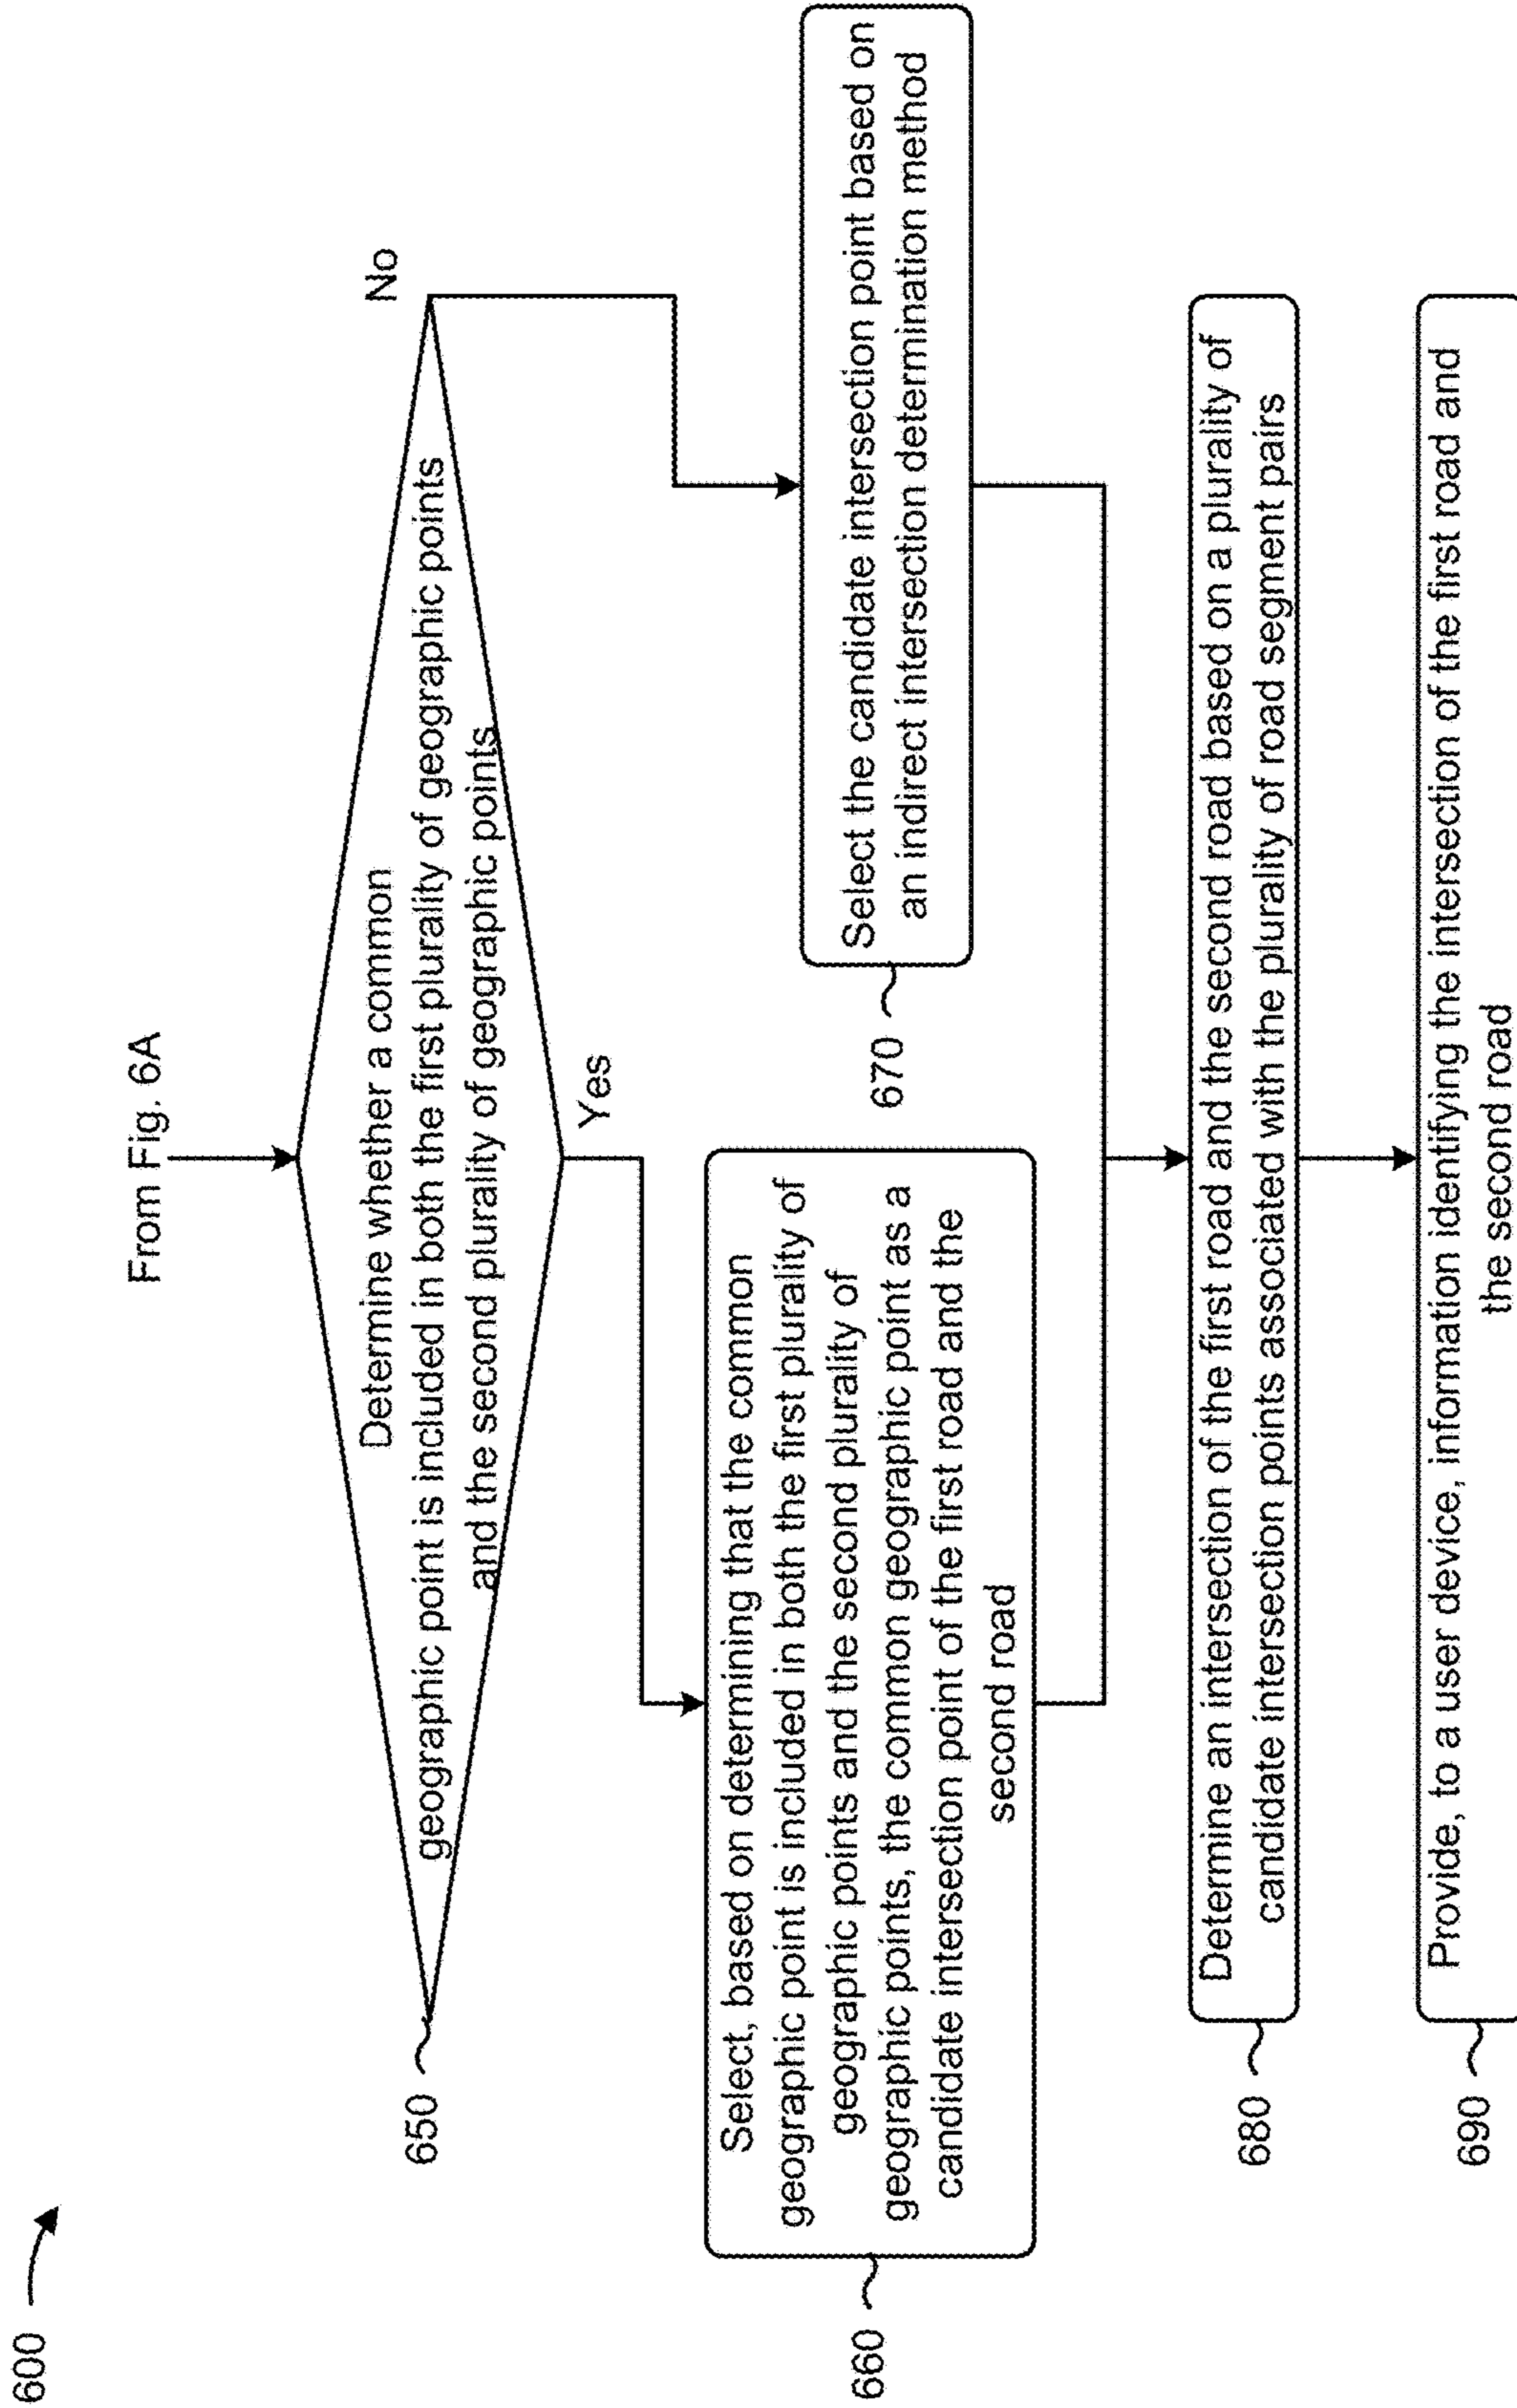 600
From Fig. 6A
650
Determine whether a common
geographic point is included in both the first plurality of geographic points
and the second plurality of geographic points
No
Yes
660
Select, based on determining that the common
geographic point is included in both the first plurality of
geographic points and the second plurality of
geographic points, the common geographic point as a
candidate intersection point of the first road and the
second road
670
Select the candidate intersection point based on
an indirect intersection determination method
680
Determine an intersection of the first road and the second road based on a plurality of
candidate intersection points associated with the plurality of road segment pairs
690
Provide, to a user device, information identifying the intersection of the first road and
the second road